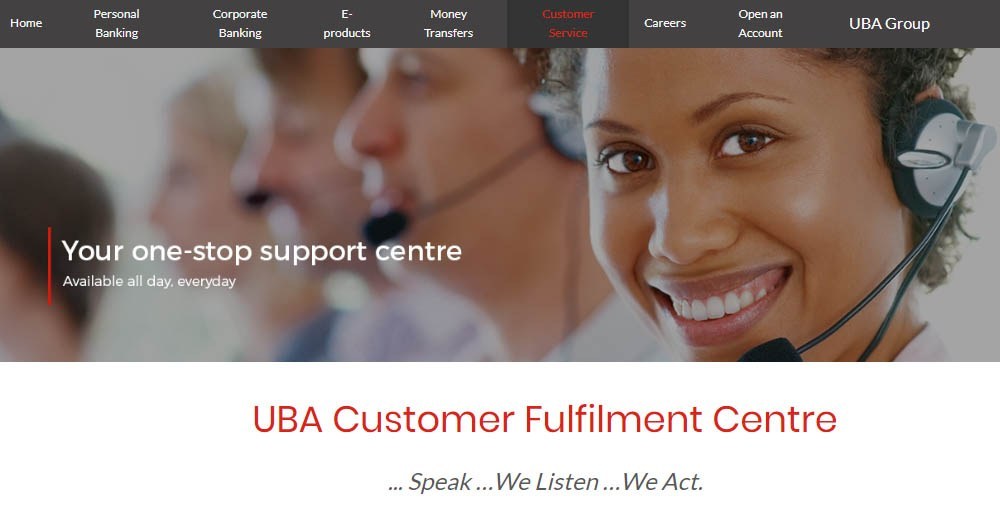 Home
Personal
Banking
Corporate
Banking
E-
products
Money
Transfers
Customer
Service
Careers
Open an
Account
UBA Group
Your one-stop support centre
Available all day, everyday
UBA Customer Fulfilment Centre
... Speak ...We Listen ...We Act.